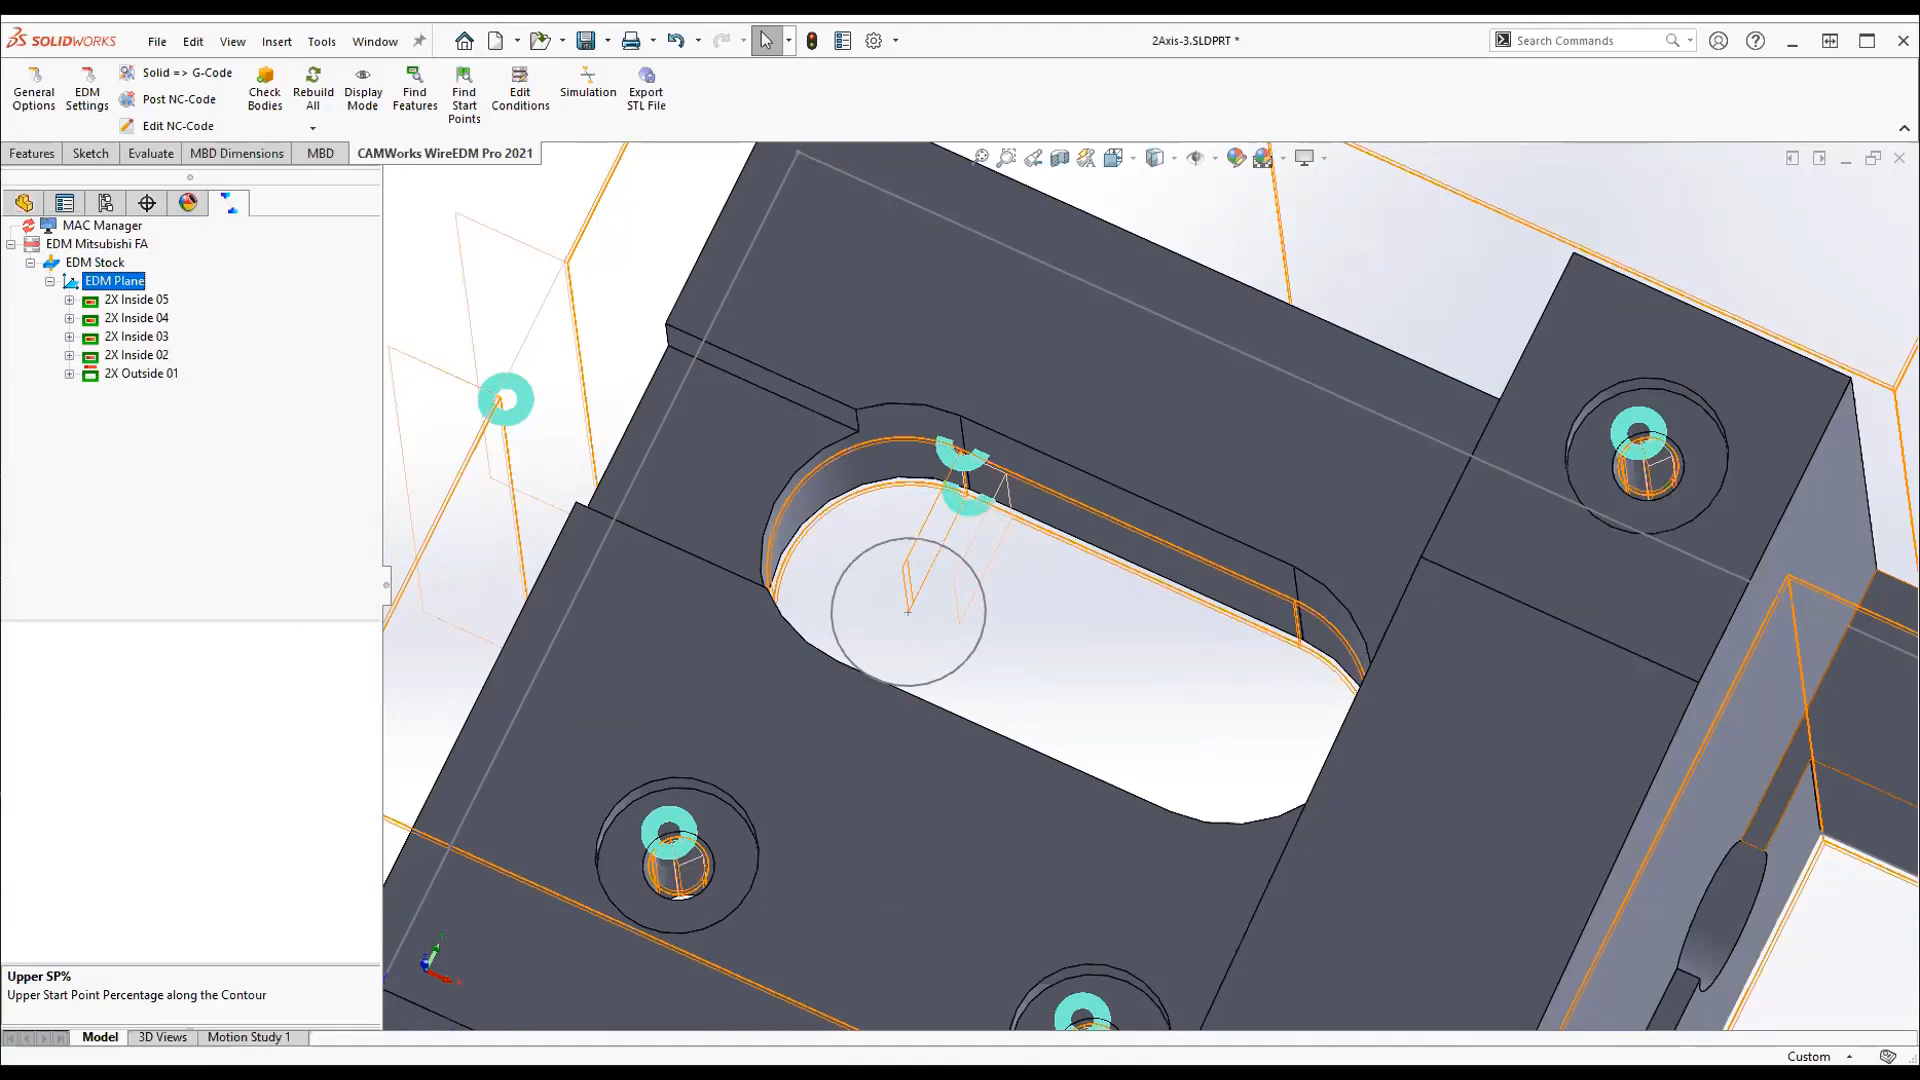 SOLIDWORKS File Edit View Insert Tools Window 2Axis-3.SLDPRT * Search Commands
General Options
EDM Settings
Solid => G-Code
Post NC-Code
Edit NC-Code
Check Bodies
Rebuild All
Display Mode
Find Features
Find Start Points
Edit Conditions
Simulation
Export STL File
Features Sketch Evaluate MBD Dimensions MBD CAMWorks WireEDM Pro 2021
MAC Manager
EDM Mitsubishi FA
EDM Stock
EDM Plane
2X Inside 05
2X Inside 04
2X Inside 03
2X Inside 02
2X Outside 01
Upper SP%
Upper Start Point Percentage along the Contour
Model 3D Views Motion Study 1
Custom